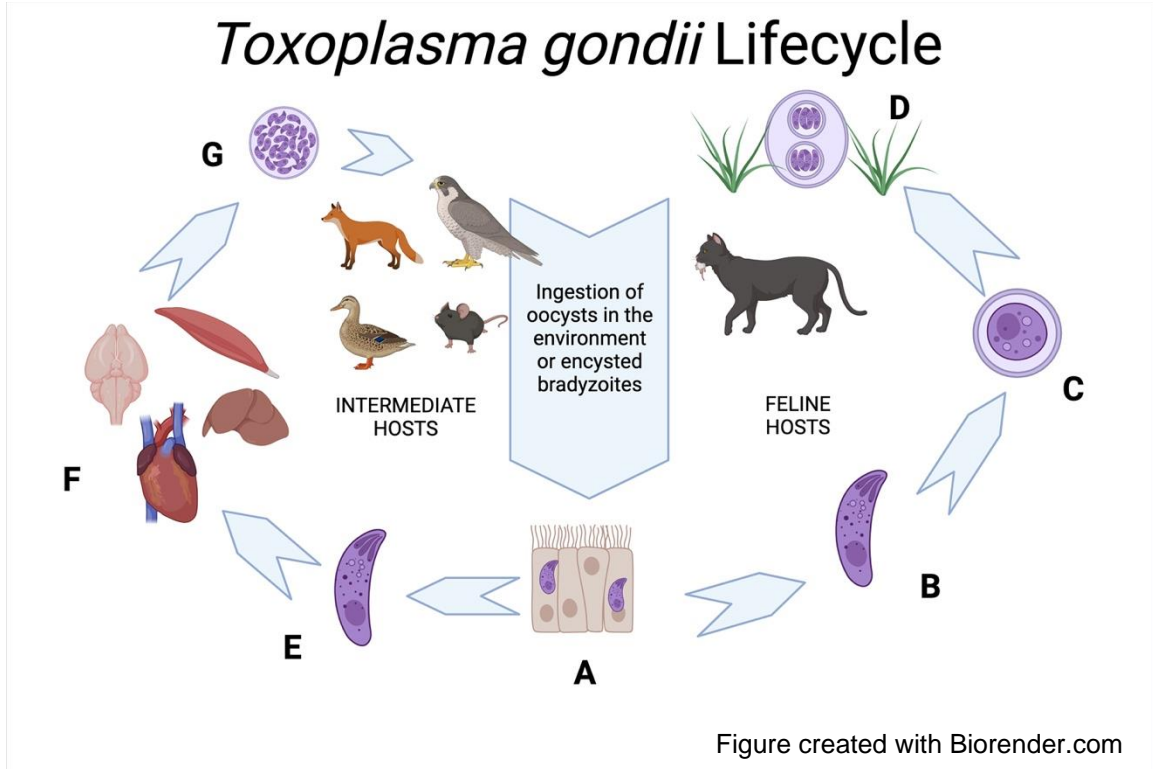 Toxoplasma gondii Lifecycle
G
D
Ingestion of
oocysts in the
environment
or encysted
bradyzoites
INTERMEDIATE
HOSTS
FELINE
HOSTS
C
F
B
E
A
Figure created with Biorender.com